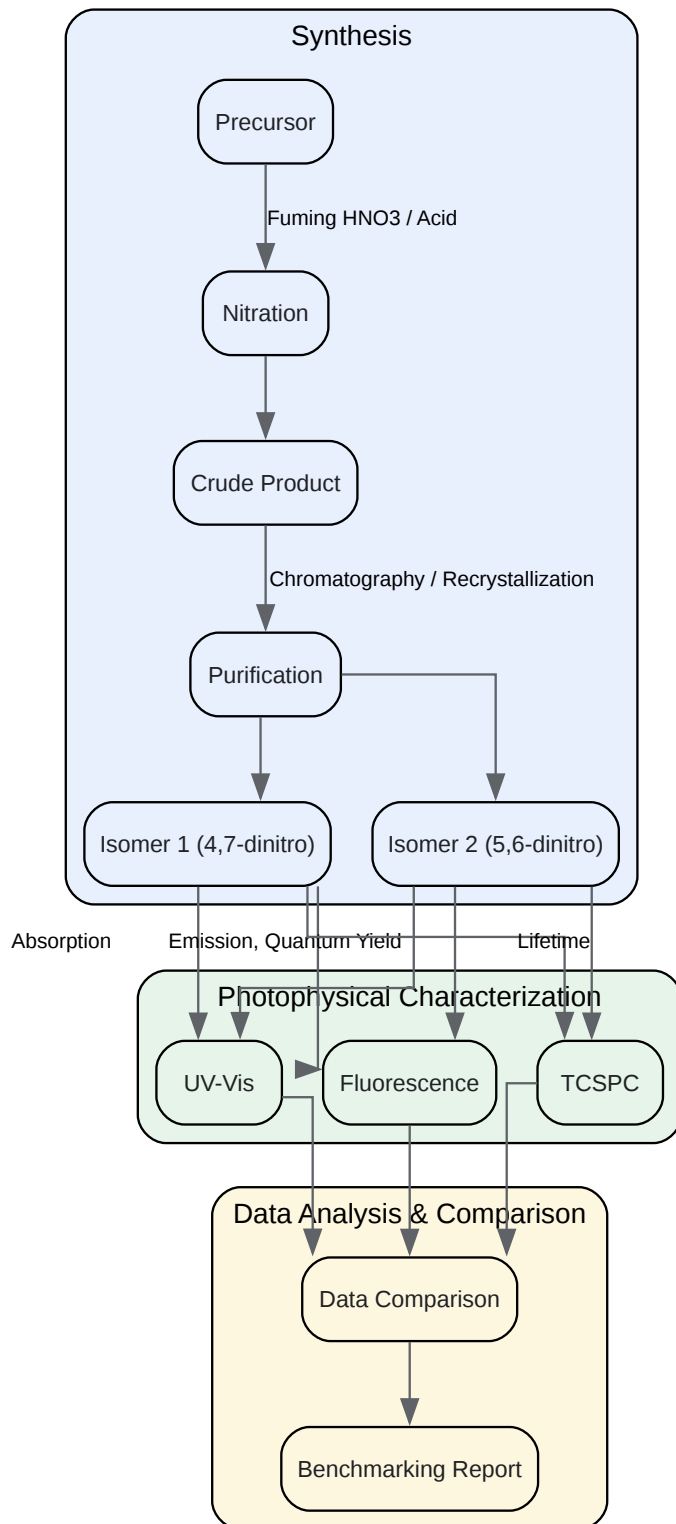 Synthesis
Precursor
Fuming HNO3 / Acid
Nitration
Crude Product
Chromatography / Recrystallization
Purification
Isomer 1 (4,7-dinitro)
Isomer 2 (5,6-dinitro)
Absorption
Emission, Quantum Yield
Lifetime
Photophysical Characterization
UV-Vis
Fluorescence
TCSPC
Data Analysis & Comparison
Data Comparison
Benchmarking Report